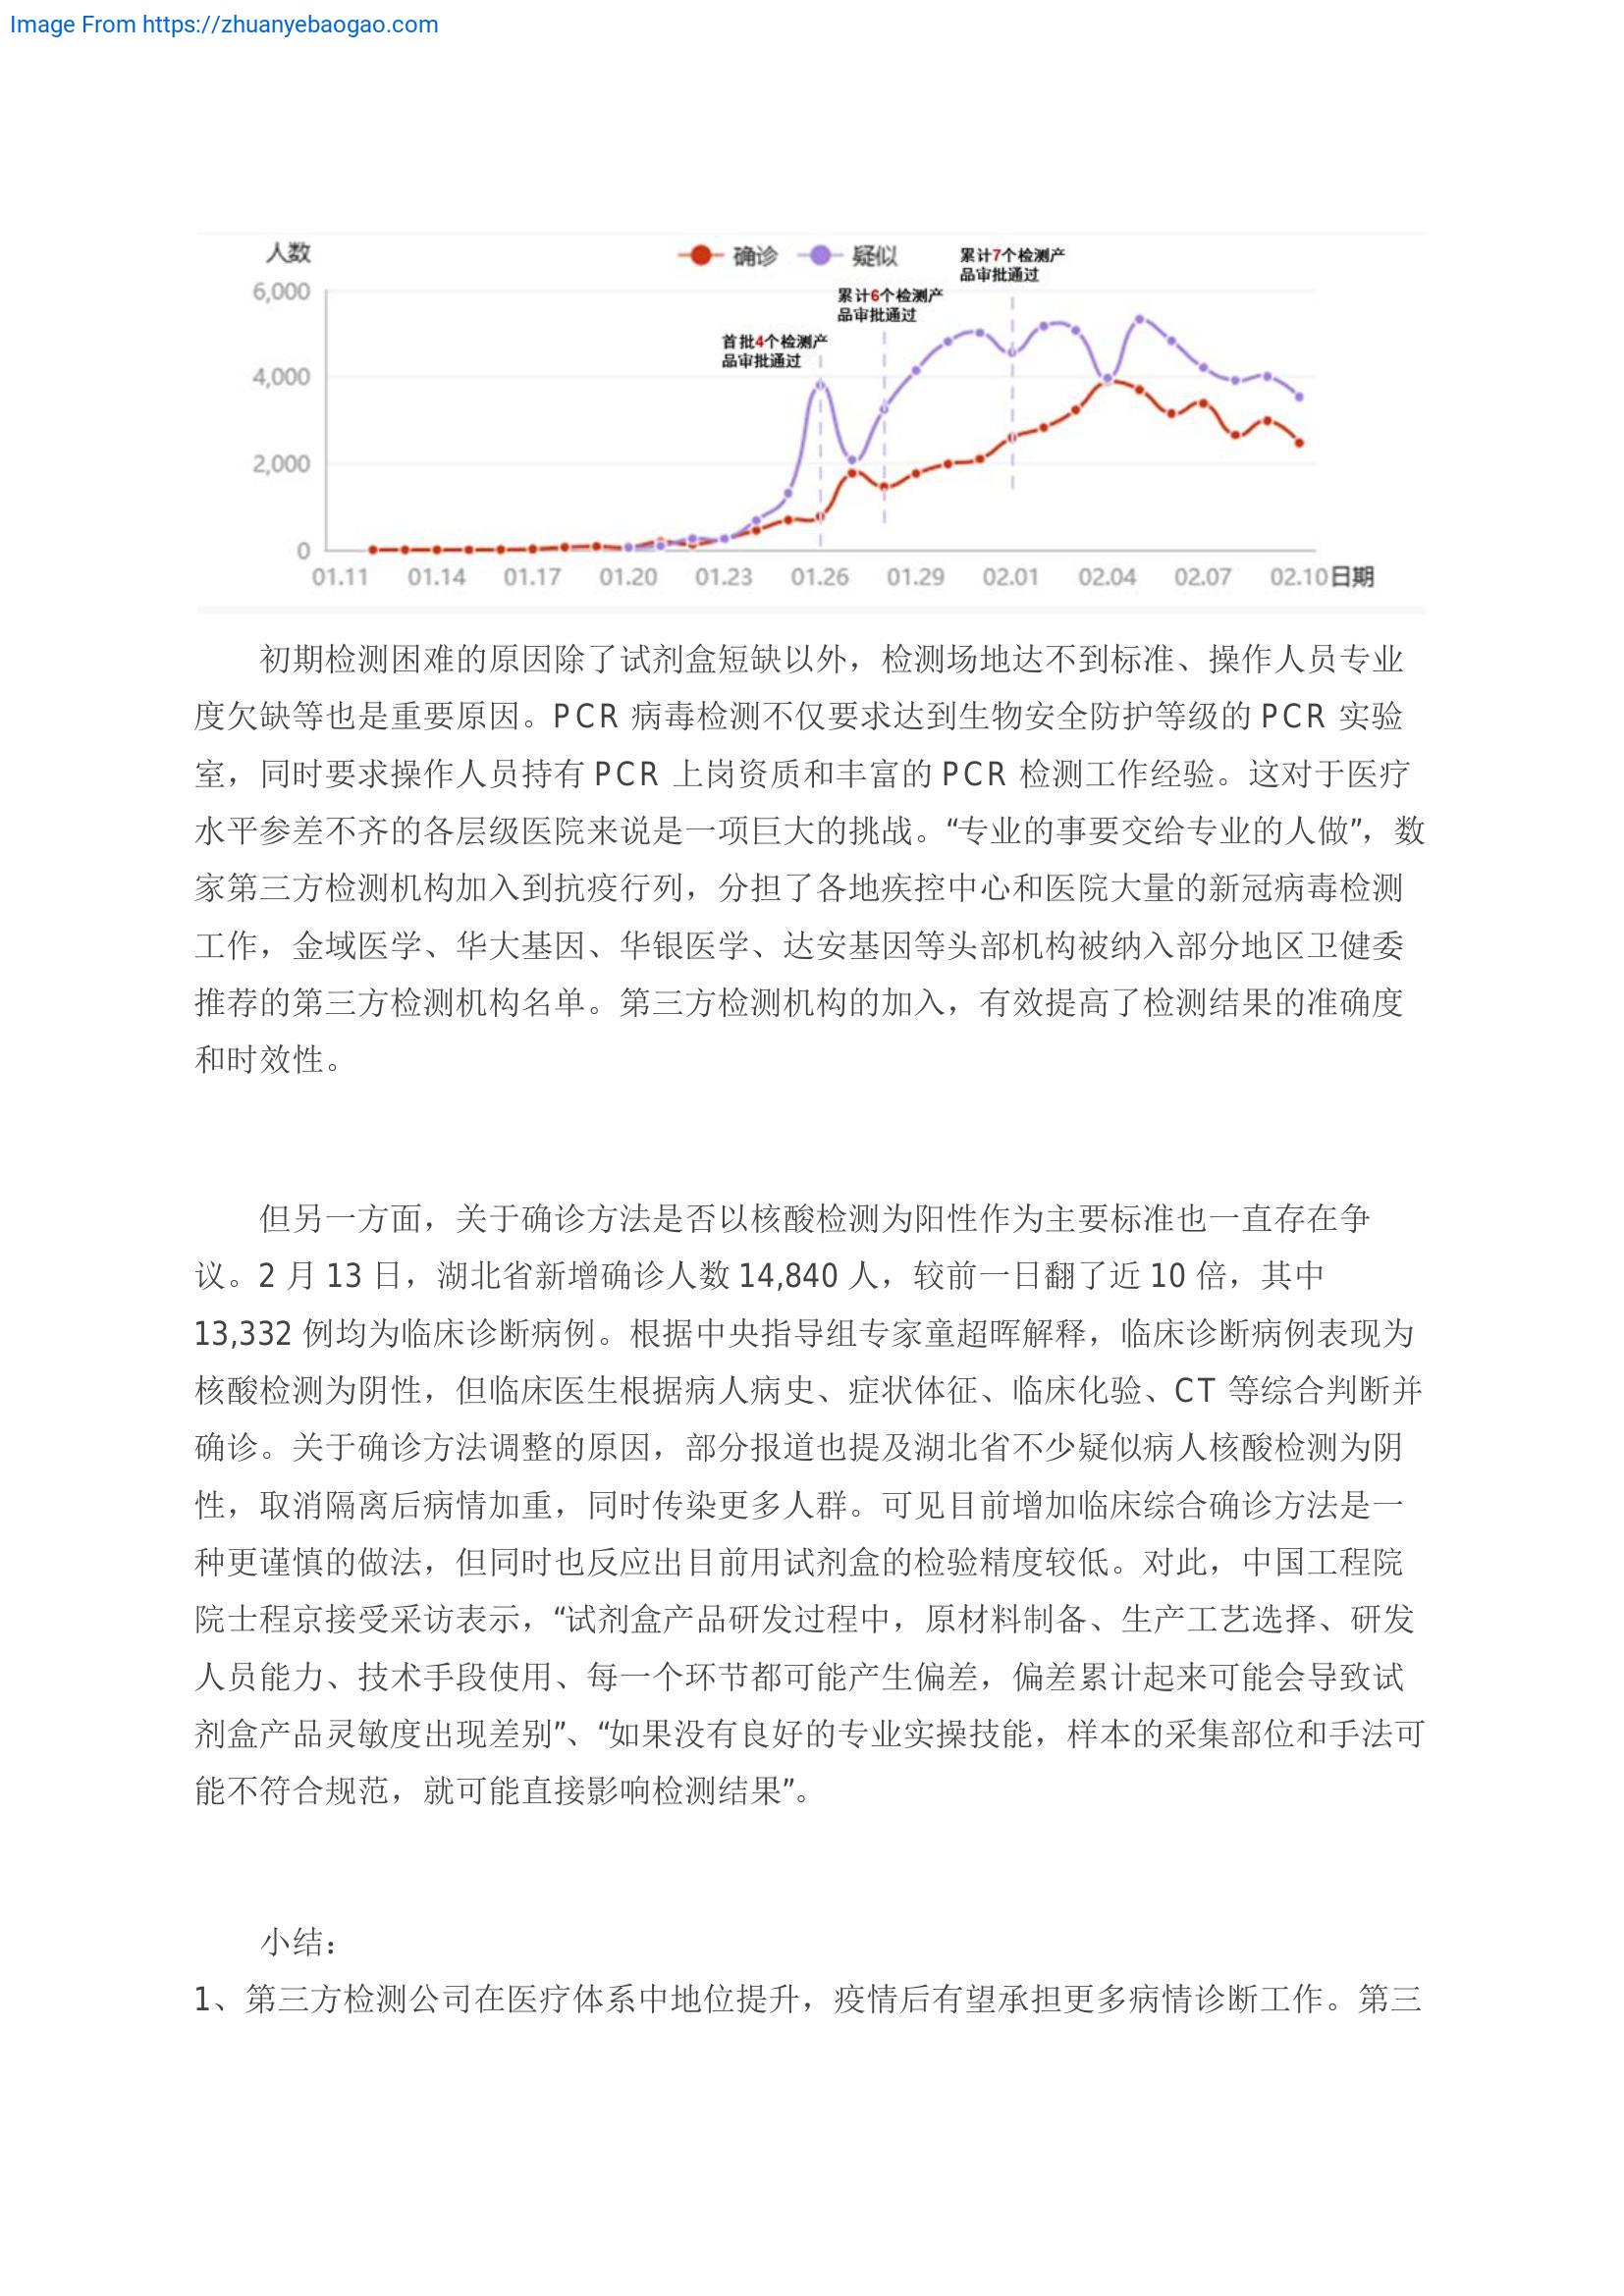 Image From https://zhuanyebaogao.com
人数
确诊
疑似
累计7个检测产
品审批通过
累计6个检测产
品审批通过
首批4个检测产
品审批通过
6,000
4,000
2,000
0
01.11 01.14 01.17 01.20 01.23 01.26 01.29 02.01 02.04 02.07 02.10 日期
初期检测困难的原因除了试剂盒短缺以外，检测场地达不到标准、操作人员专业
度欠缺等也是重要原因。PCR 病毒检测不仅要求达到生物安全防护等级的 PCR 实验
室，同时要求操作人员持有 PCR 上岗资质和丰富的 PCR 检测工作经验。这对于医疗
水平参差不齐的各层级医院来说是一项巨大的挑战。“专业的事要交给专业的人做”，数
家第三方检测机构加入到抗疫行列，分担了各地疾控中心和医院大量的新冠病毒检测
工作，金域医学、华大基因、华银医学、达安基因等头部机构被纳入部分地区卫健委
推荐的第三方检测机构名单。第三方检测机构的加入，有效提高了检测结果的准确度
和时效性。
但另一方面，关于确诊方法是否以核酸检测为阳性作为主要标准也一直存在争
议。2 月 13 日，湖北省新增确诊人数 14,840 人，较前一日翻了近 10 倍，其中
13,332 例均为临床诊断病例。根据中央指导组专家童超晖解释，临床诊断病例表现为
核酸检测为阴性，但临床医生根据病人病史、症状体征、临床化验、CT 等综合判断并
确诊。关于确诊方法调整的原因，部分报道也提及湖北省不少疑似病人核酸检测为阴
性，取消隔离后病情加重，同时传染更多人群。可见目前增加临床综合确诊方法是一
种更谨慎的做法，但同时也反应出目前用试剂盒的检验精度较低。对此，中国工程院
院士程京接受采访表示，“试剂盒产品研发过程中，原材料制备、生产工艺选择、研发
人员能力、技术手段使用、每一个环节都可能产生偏差，偏差累计起来可能会导致试
剂盒产品灵敏度出现差别”、“如果没有良好的专业实操技能，样本的采集部位和手法可
能不符合规范，就可能直接影响检测结果”。
小结：
1、第三方检测公司在医疗体系中地位提升，疫情后有望承担更多病情诊断工作。第三